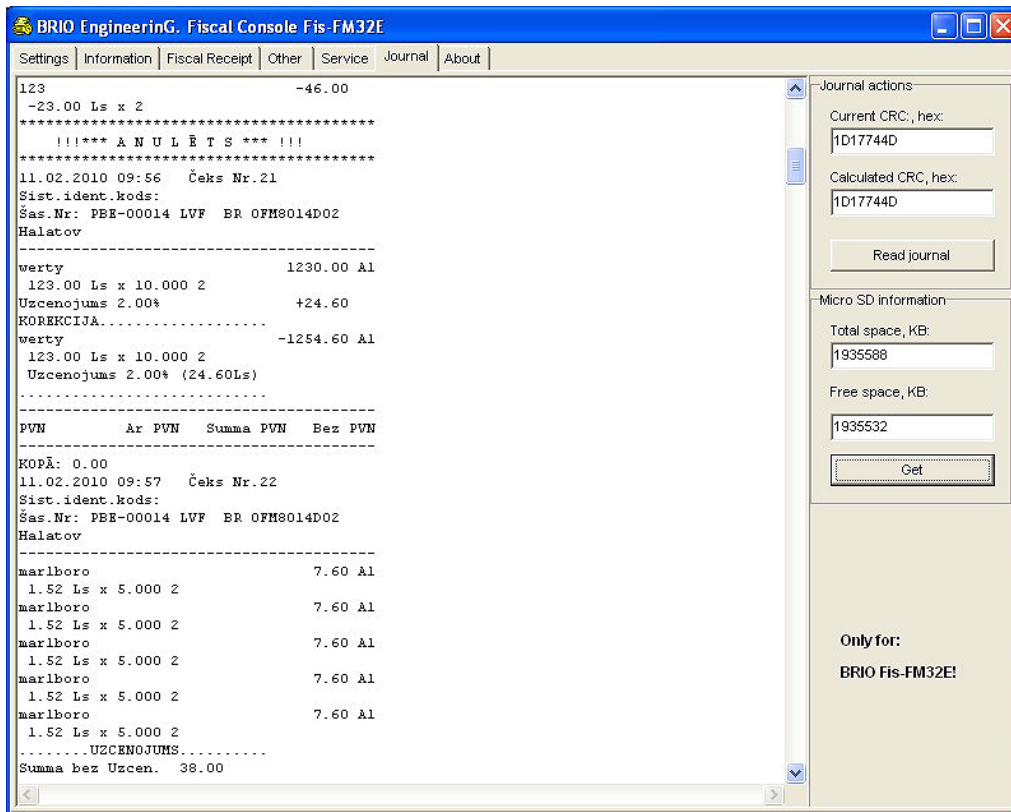 BRIO EngineerinG. Fiscal Console Fis-FM32E
Settings Information Fiscal Receipt Other Service Journal About
123 -46.00
-23.00 Ls x 2
****************************************
!!!*** A N U L Ē T S *** !!!
****************************************
11.02.2010 09:56 Čeks Nr.21
Sist.ident.kods:
Šas.Nr: PBE-00014 LVF BR OFM8014D02
Halatov
----------------------------------------
werty 1230.00 A1
123.00 Ls x 10.000 2
Uzcenojums 2.00% +24.60
KOREKCIJA...................
werty -1254.60 A1
123.00 Ls x 10.000 2
Uzcenojums 2.00% (24.60Ls)
............................
----------------------------------------
PVN Ar PVN Summa PVN Bez PVN
----------------------------------------
KOPĀ: 0.00
11.02.2010 09:57 Čeks Nr.22
Sist.ident.kods:
Šas.Nr: PBE-00014 LVF BR OFM8014D02
Halatov
----------------------------------------
marlboro 7.60 A1
1.52 Ls x 5.000 2
marlboro 7.60 A1
1.52 Ls x 5.000 2
marlboro 7.60 A1
1.52 Ls x 5.000 2
marlboro 7.60 A1
1.52 Ls x 5.000 2
marlboro 7.60 A1
1.52 Ls x 5.000 2
........UZCENOJUMS..........
Summa bez Uzcen. 38.00
Journal actions
Current CRC:, hex:
1D17744D
Calculated CRC, hex:
1D17744D
Read journal
Micro SD information
Total space, KB:
1935588
Free space, KB:
1935532
Get
Only for:
BRIO Fis-FM32E!